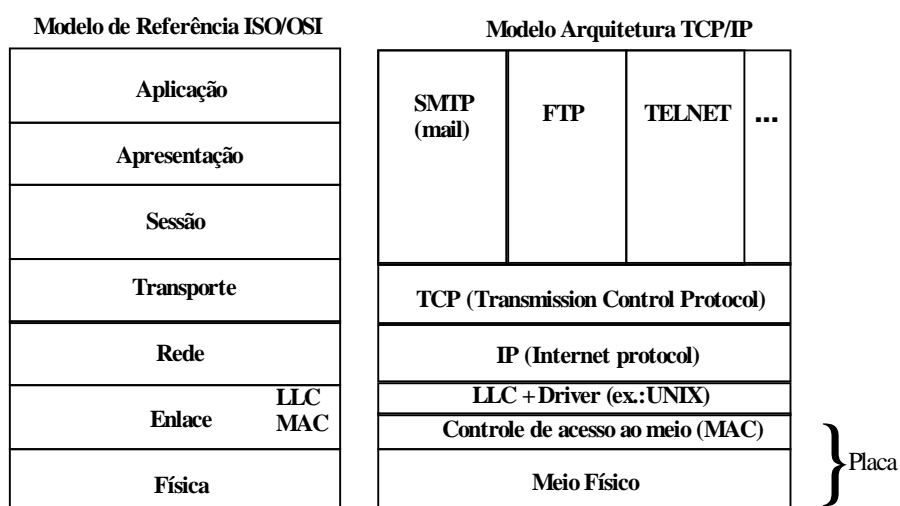 Modelo de Referência ISO/OSI
Aplicação
Apresentação
Sessão
Transporte
Rede
Enlace
LLC
MAC
Física
Modelo Arquitetura TCP/IP
SMTP
(mail)
FTP
TELNET
...
TCP (Transmission Control Protocol)
IP (Internet protocol)
LLC + Driver (ex.:UNIX)
Controle de acesso ao meio (MAC)
Meio Físico
Placa